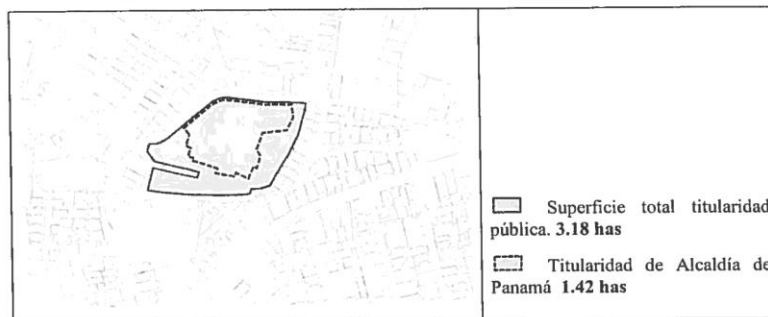 Superficie total titularidad
pública. 3.18 has
Titularidad de Alcaldía de
Panamá 1.42 has